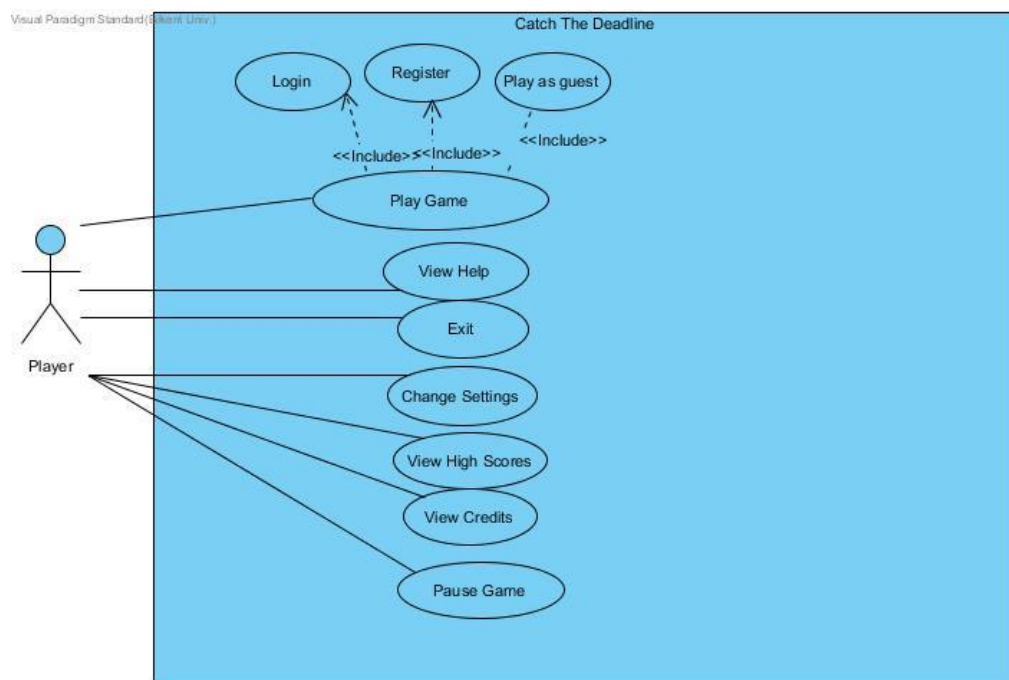 Visual Paradigm Standard(Bilkent Univ.)
Catch The Deadline
Login
Register
Play as guest
<<Include>>
<<Include>>
<<Include>>
Play Game
View Help
Exit
Player
Change Settings
View High Scores
View Credits
Pause Game